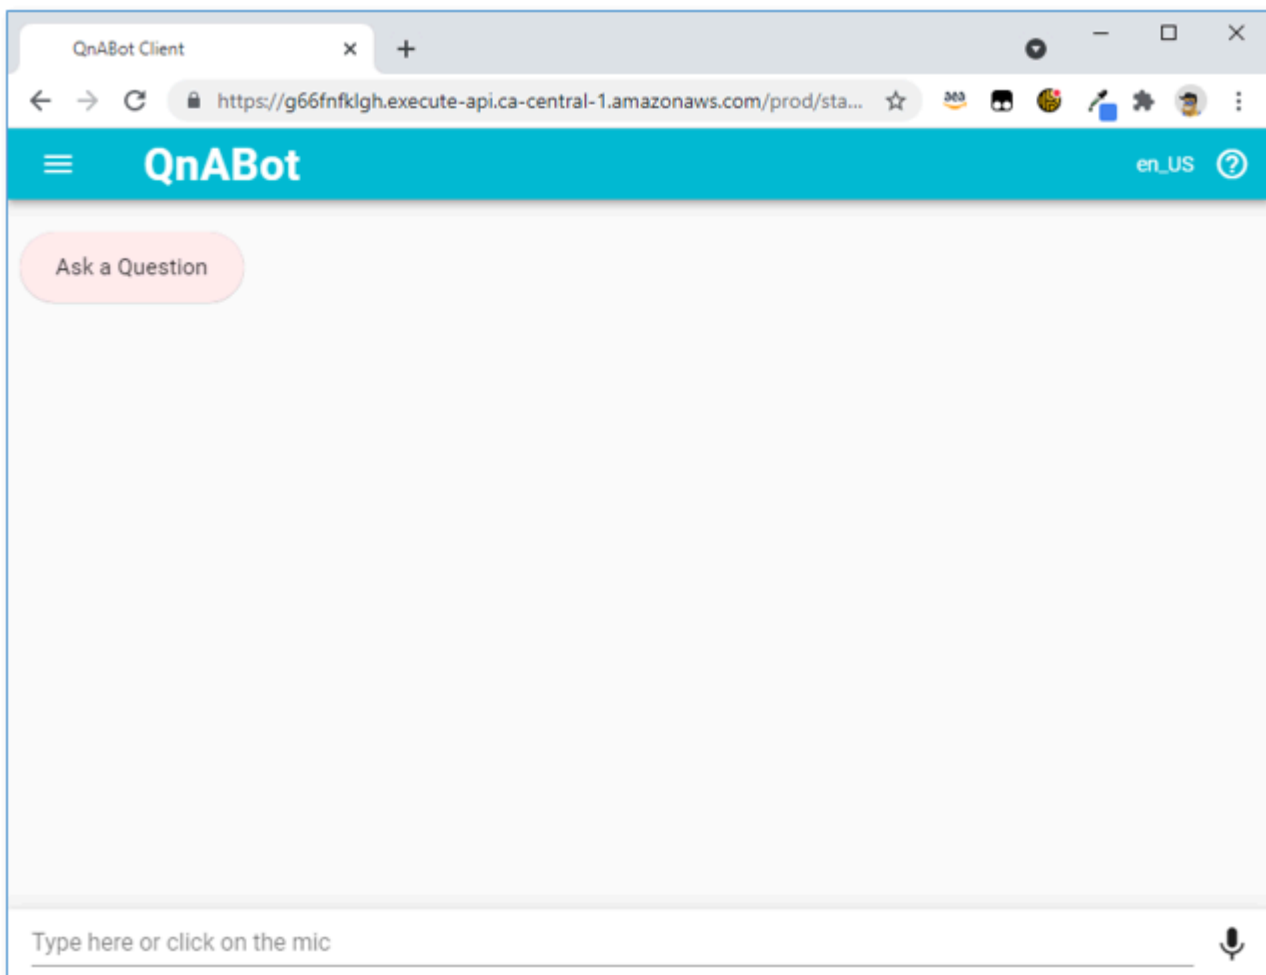 QnABot Client
https://g66fnfklgh.execute-api.ca-central-1.amazonaws.com/prod/sta...
QnABot
en_US
Ask a Question
Type here or click on the mic